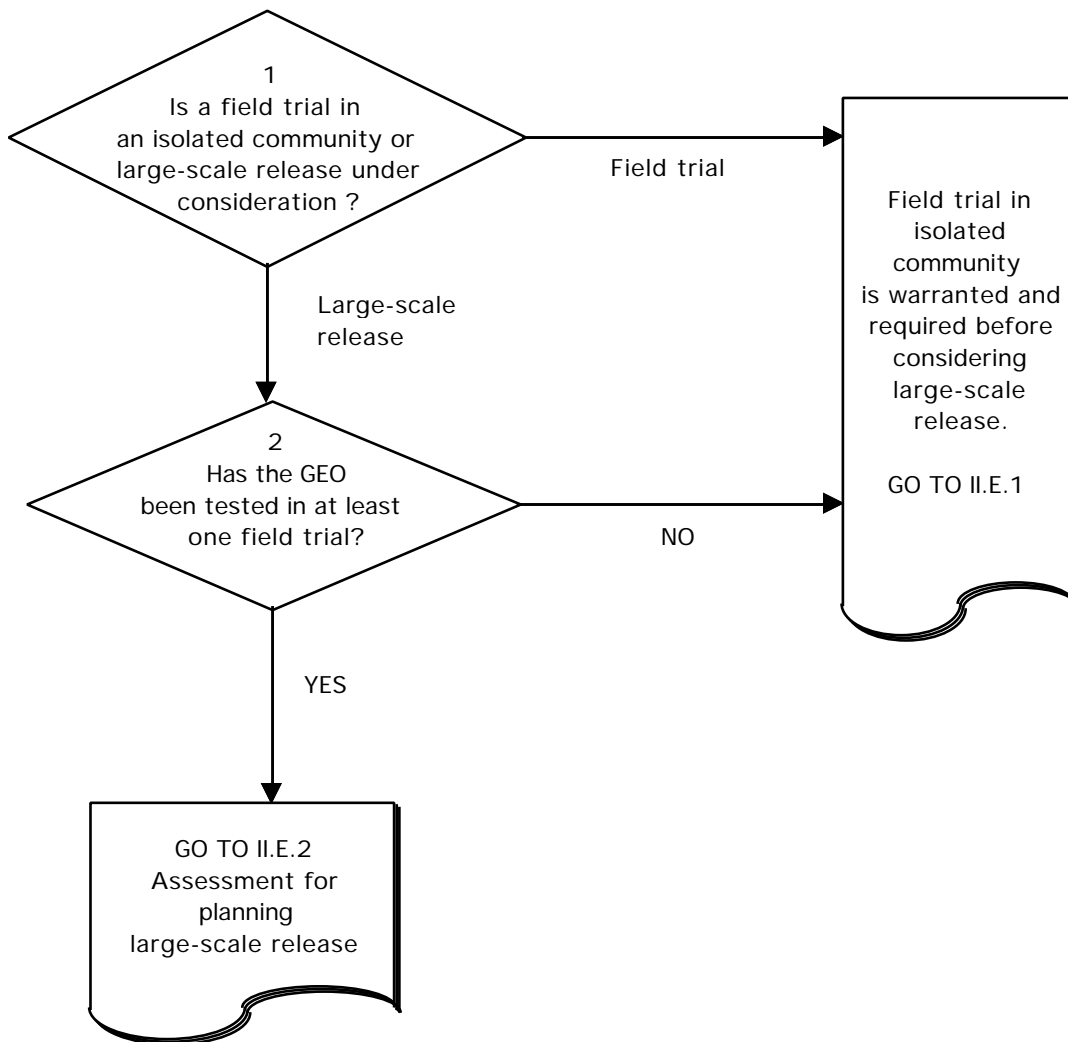 1
Is a field trial in
an isolated community or
large-scale release under
consideration ?
Field trial
Field trial in
isolated
community
is warranted and
required before
considering
large-scale
release.
GO TO II.E.1
Large-scale
release
2
Has the GEO
been tested in at least
one field trial?
NO
YES
GO TO II.E.2
Assessment for
planning
large-scale release